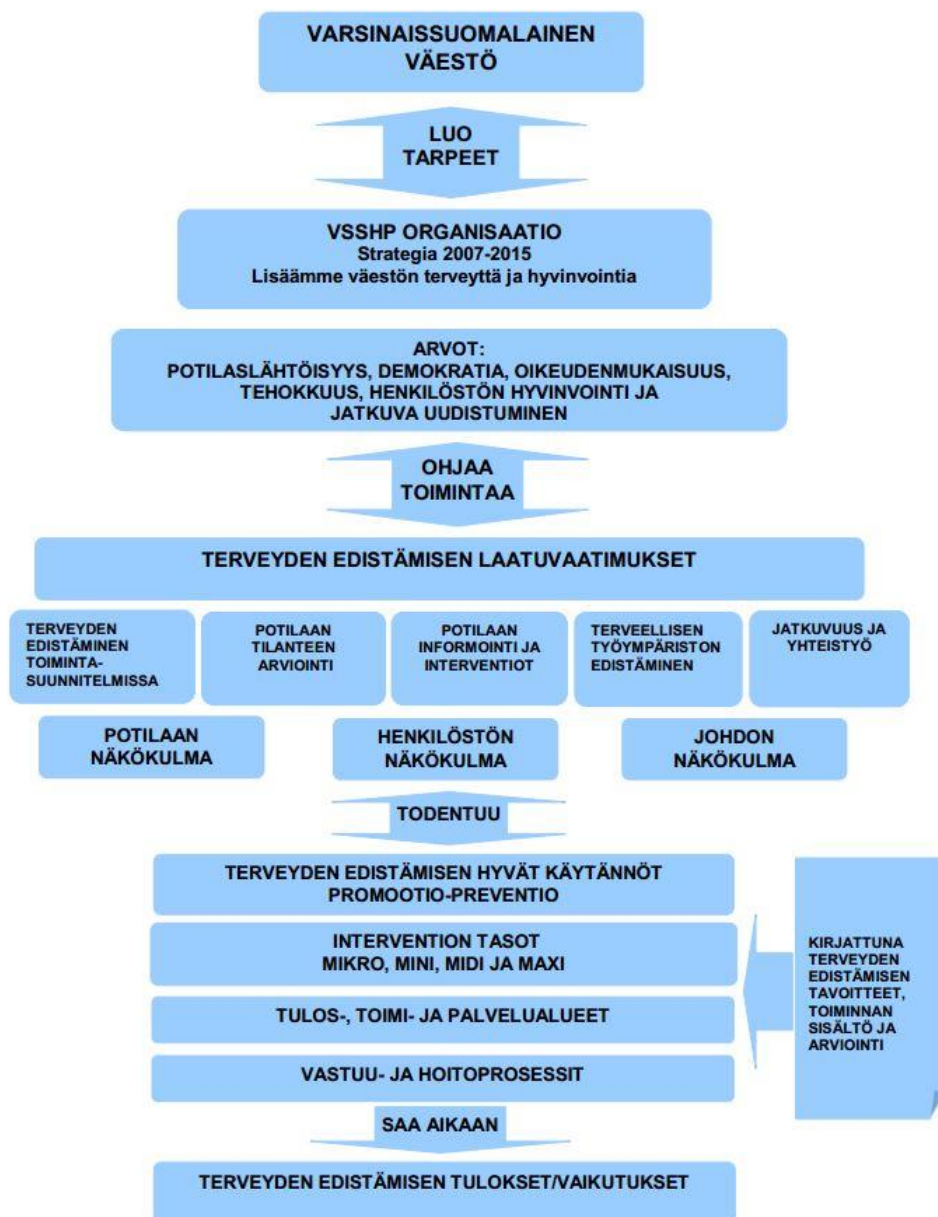 VARSINAISSUOMALAINEN
VÄESTÖ
LUO
TARPEET
VSSHP ORGANISAATIO
Strategia 2007-2015
Lisäämme väestön terveyttä ja hyvinvointia
ARVOT:
POTILASLÄHTÖISYYS, DEMOKRATIA, OIKEUDENMUKAISUUS,
TEHOKKUUS, HENKILÖSTÖN HYVINVOINTI JA
JATKUVA UUDISTUMINEN
OHJAA
TOIMINTAA
TERVEYDEN EDISTÄMISEN LAATUVAATIMUKSET
TERVEYDEN
EDISTÄMINEN
TOIMINTA-
SUUNNITELMISSA
POTILAAN
TILANTEEN
ARVIOINTI
POTILAAN
INFORMOINTI JA
INTERVENTIOT
TERVEELLISEN
TYÖYMPÄRISTON
EDISTÄMINEN
JATKUVUUS JA
YHTEISTYÖ
POTILAAN
NÄKÖKULMA
HENKILÖSTÖN
NÄKÖKULMA
JOHDON
NÄKÖKULMA
TODENTUU
TERVEYDEN EDISTÄMISEN HYVÄT KÄYTÄNNÖT
PROMOOTIO-PREVENTIO
INTERVENTION TASOT
MIKRO, MINI, MIDI JA MAXI
TULOS-, TOIMI- JA PALVELUALUEET
VASTUU- JA HOITOPROSESSIT
KIRJATTUNA
TERVEYDEN
EDISTÄMISEN
TAVOITTEET,
TOIMINNAN
SISÄLTÖ JA
ARVIOINTI
SAA AIKAAN
TERVEYDEN EDISTÄMISEN TULOKSET/VAIKUTUKSET